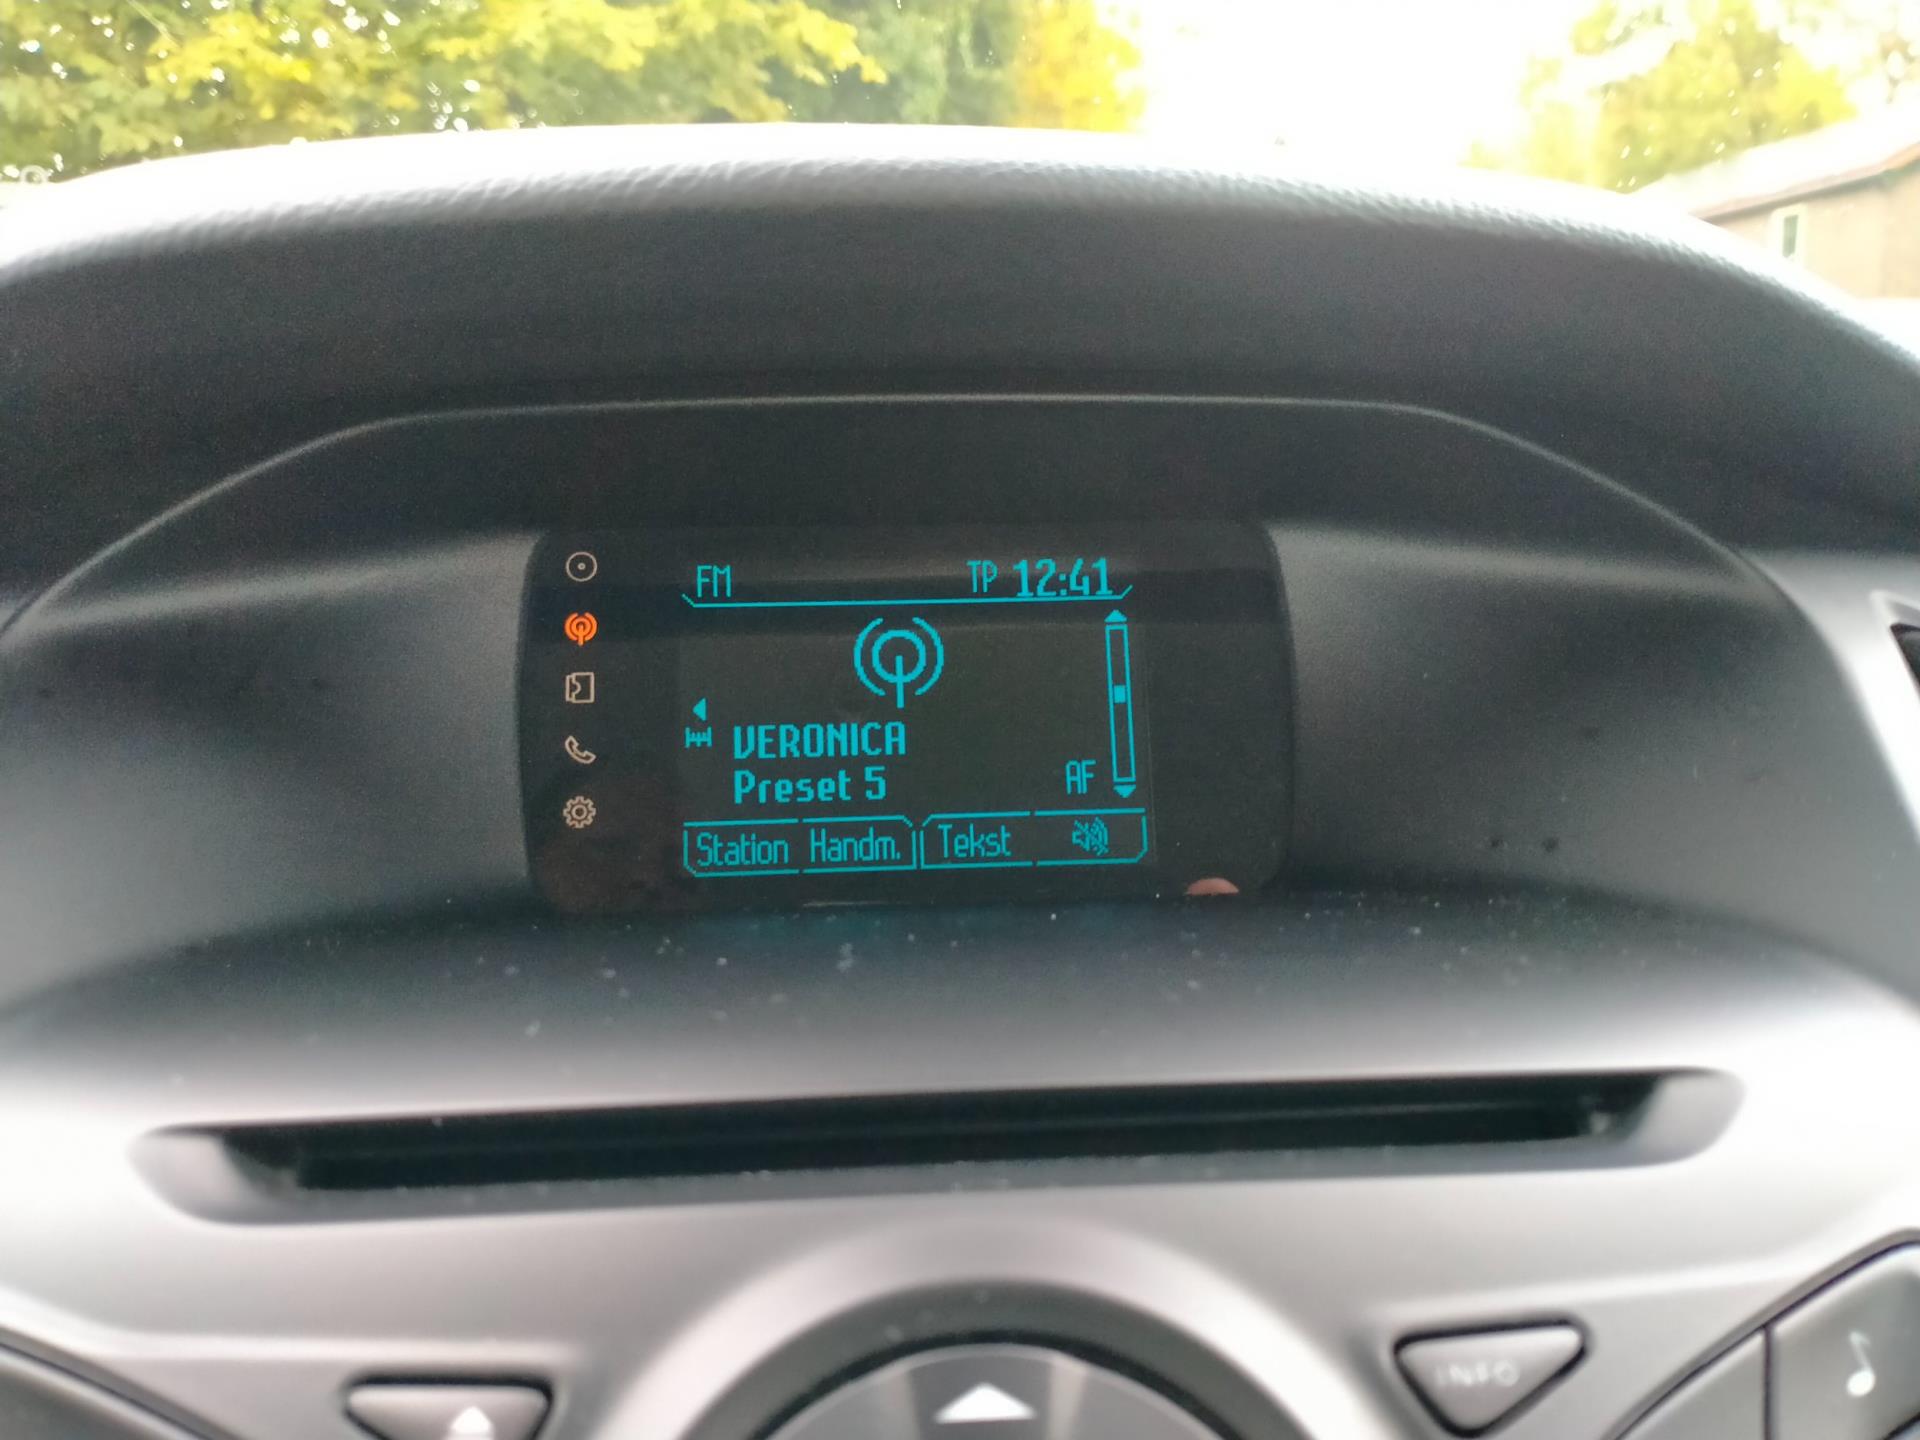 FM TP 12:41
VERONICA
Preset 5 AF
Station Handm. Tekst
INFO